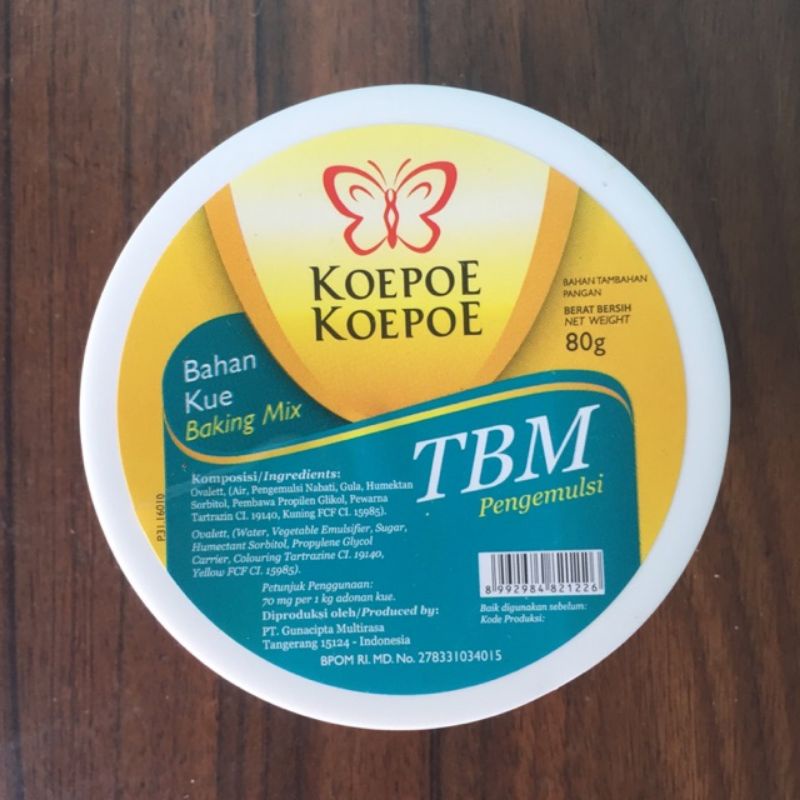 KOEPOE
KOEPOE
BAHAN TAMBAHAN
PANGAN
BERAT BERSIH
NET WEIGHT
80g
Bahan
Kue
Baking Mix
TBM
Pengemulsi
Komposisi/Ingredients:
Ovalett, (Air, Pengemulsi Nabati, Gula, Humektan
Sorbitol, Pembawa Propilen Glikol, Pewarna
Tartrazin CI. 19140, Kuning FCF CI. 15985).
Ovalett, (Water, Vegetable Emulsifier, Sugar,
Humectant Sorbitol, Propylene Glycol
Carrier, Colouring Tartrazine CI. 19140,
Yellow FCF CI. 15985).
Petunjuk Penggunaan:
70 mg per 1 kg adonan kue.
Diproduksi oleh/Produced by:
PT. Gunacipta Multirasa
Tangerang 15124 - Indonesia
BPOM RI. MD. No. 278331034015
8 992984 821226
Baik digunakan sebelum:
Kode Produksi:
P31.16010